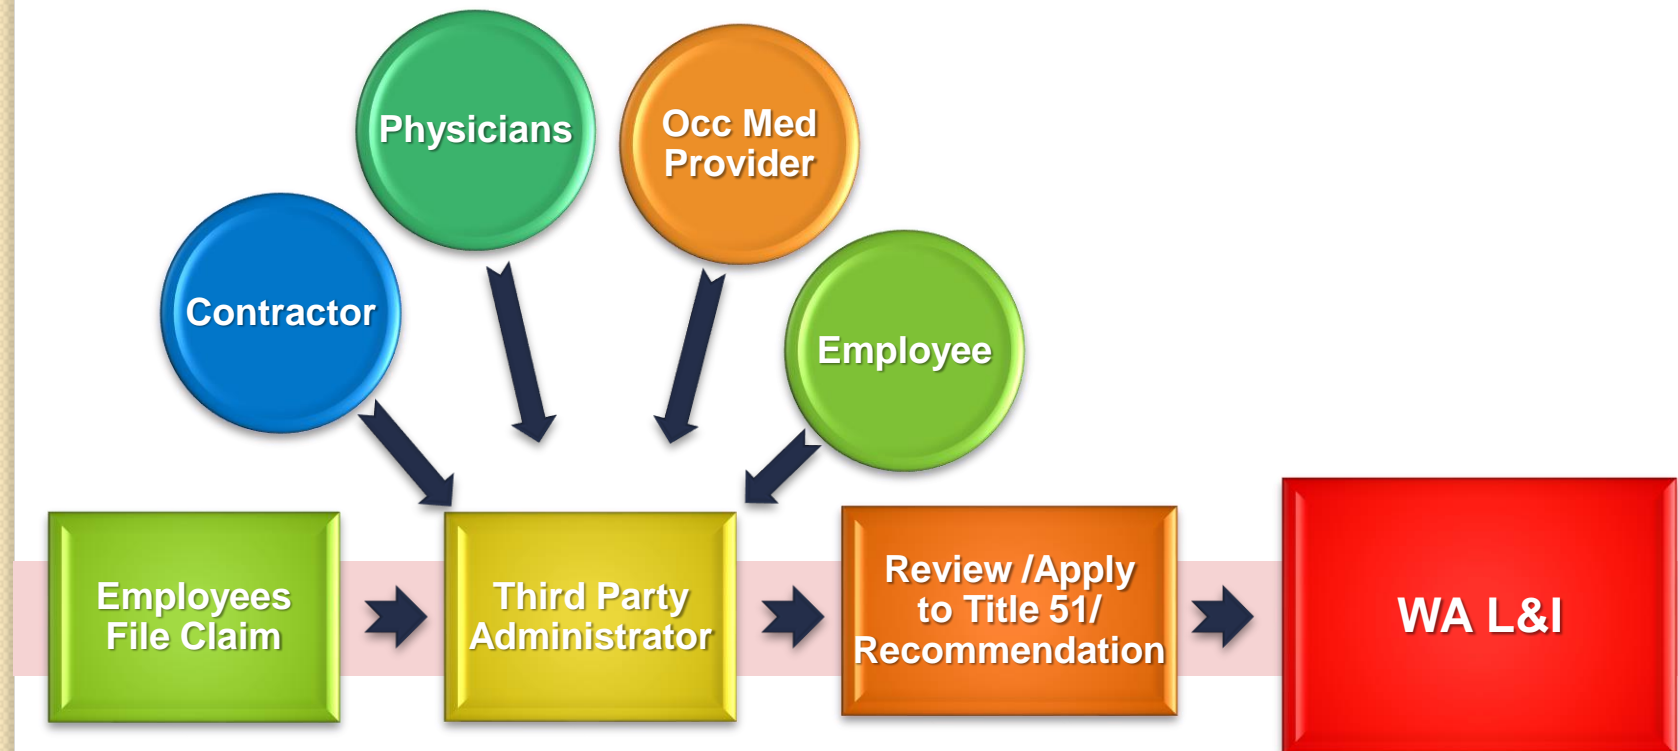 Physicians
Occ Med
Provider
Contractor
Employee
Employees
File Claim
Third Party
Administrator
Review /Apply
to Title 51/
Recommendation
WA L&I